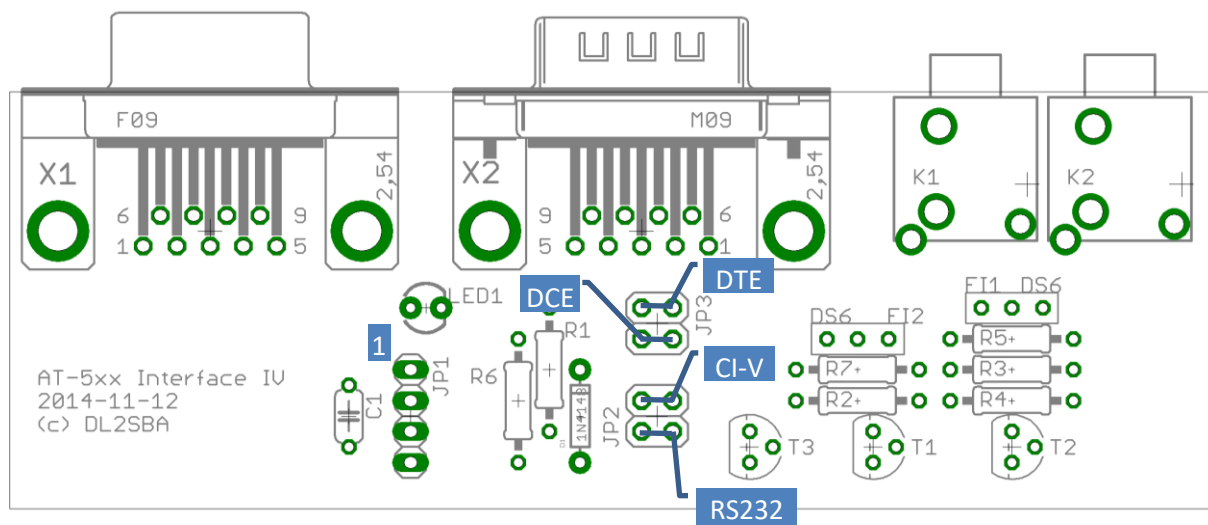 F09
M09
X1
2,54
X2
2,54
K1
K2
6
9
9
6
1
5
5
1
DTE
LED1
DCE
JP3
FI1
DS6
DS6
FI2
R1
1
R5
JP1
R6
CI-V
R7
R3
AT-5xx Interface IV
2014-11-12
(c) DL2SBA
C1
1N4148
D1
JP2
R2
R4
T3
T1
T2
RS232